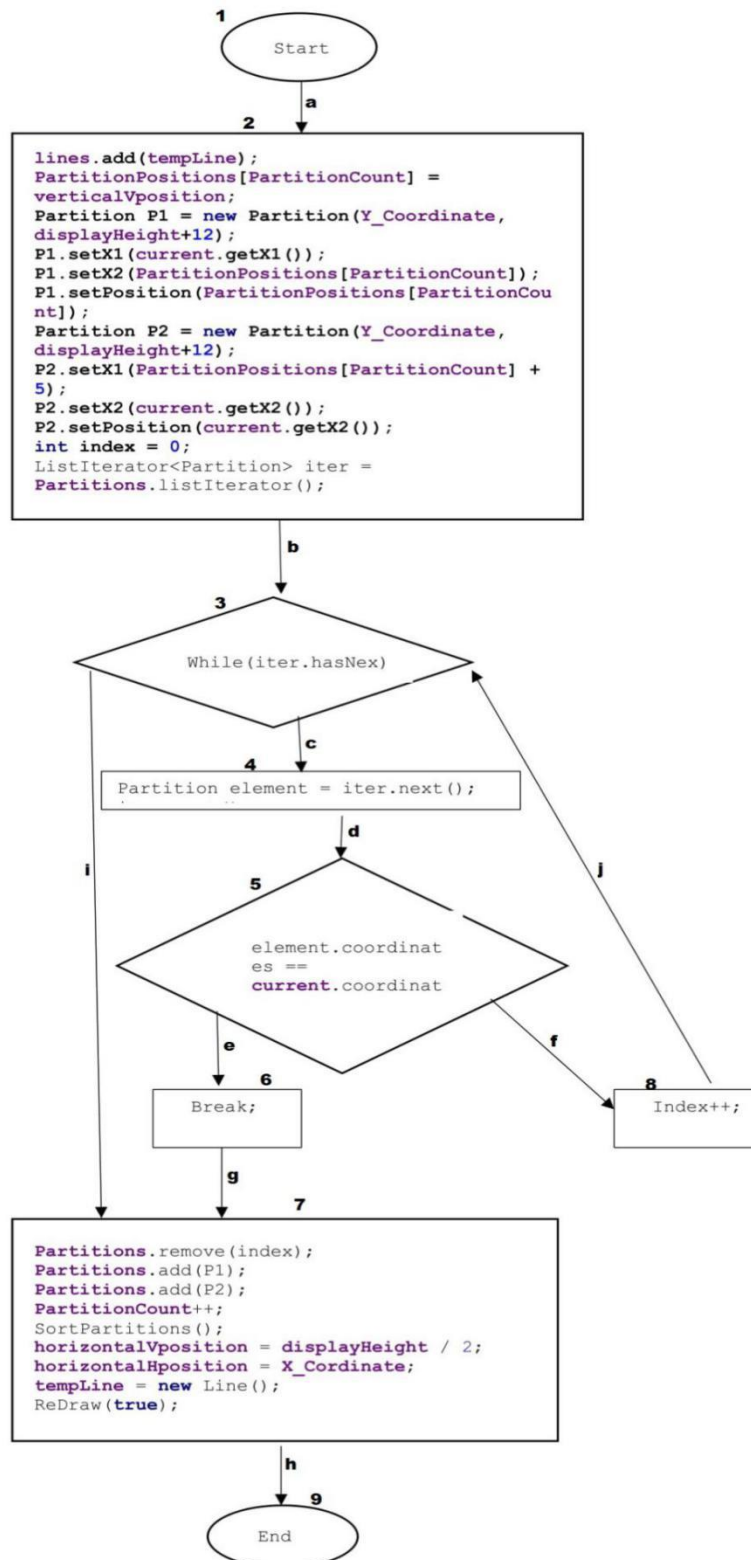 1
Start
a
2
lines.add(tempLine);
PartitionPositions[PartitionCount] =
verticalVposition;
Partition P1 = new Partition(Y_Coordinate,
displayHeight+12);
P1.setX1(current.getX1());
P1.setX2(PartitionPositions[PartitionCount]);
P1.setPosition(PartitionPositions[PartitionCou
nt]);
Partition P2 = new Partition(Y_Coordinate,
displayHeight+12);
P2.setX1(PartitionPositions[PartitionCount] +
5);
P2.setX2(current.getX2());
P2.setPosition(current.getX2());
int index = 0;
ListIterator<Partition> iter =
Partitions.listIterator();
b
3
While(iter.hasNex)
c
4
Partition element = iter.next();
d
5
i
j
element.coordinat
es ==
current.coordinat
e
f
6
Break;
8
Index++;
g
7
Partitions.remove(index);
Partitions.add(P1);
Partitions.add(P2);
PartitionCount++;
SortPartitions();
horizontalVposition = displayHeight / 2;
horizontalHposition = X_Cordinate;
tempLine = new Line();
ReDraw(true);
h
9
End